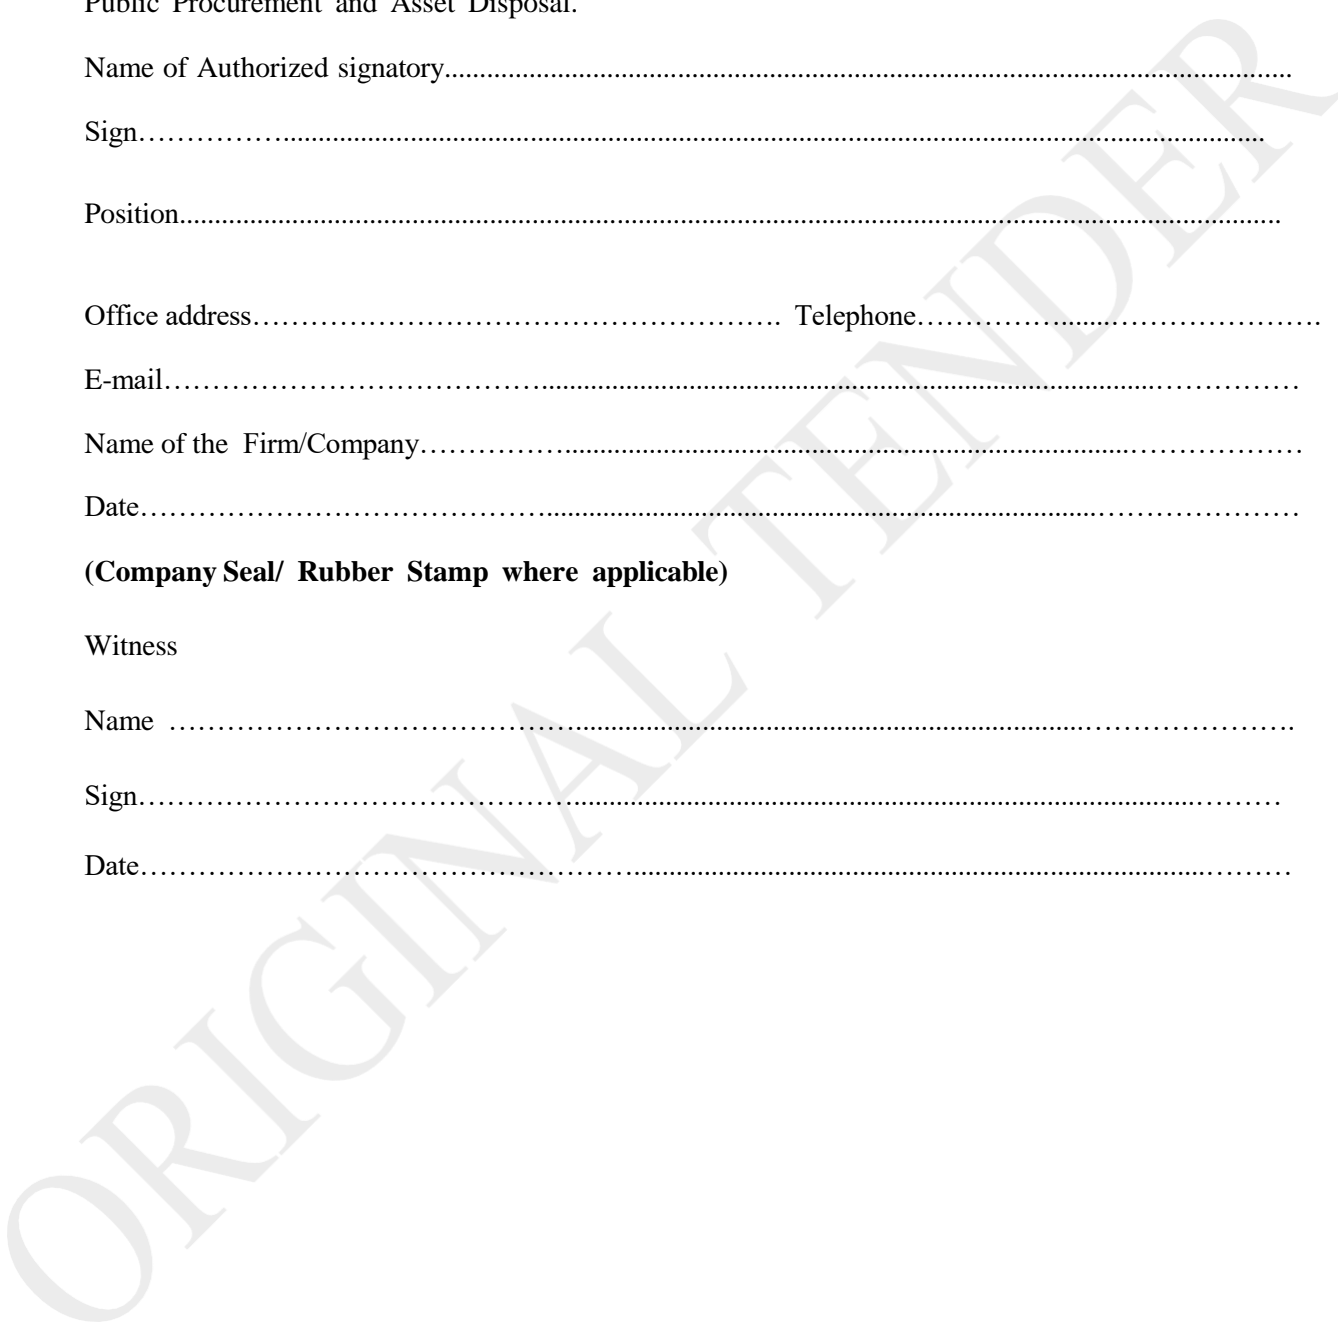 Public Procurement and Asset Disposal.
Name of Authorized signatory........................................................................................................................
Sign……………..........................................................................................................................................
Position............................................................................................................................................................
Office address………………………………………………. Telephone…………….......………………….
E-mail…………………………………......................................................................................……………
Name of the Firm/Company……………................................................................................………………
Date…………………………………….............................................................................…………………
(Company Seal/ Rubber Stamp where applicable)
Witness
Name ……………………………………......................................................................………………….
Sign………………………………………........................................................................................………
Date……………………………………………................................................................................………
ORIGINAL TENDER